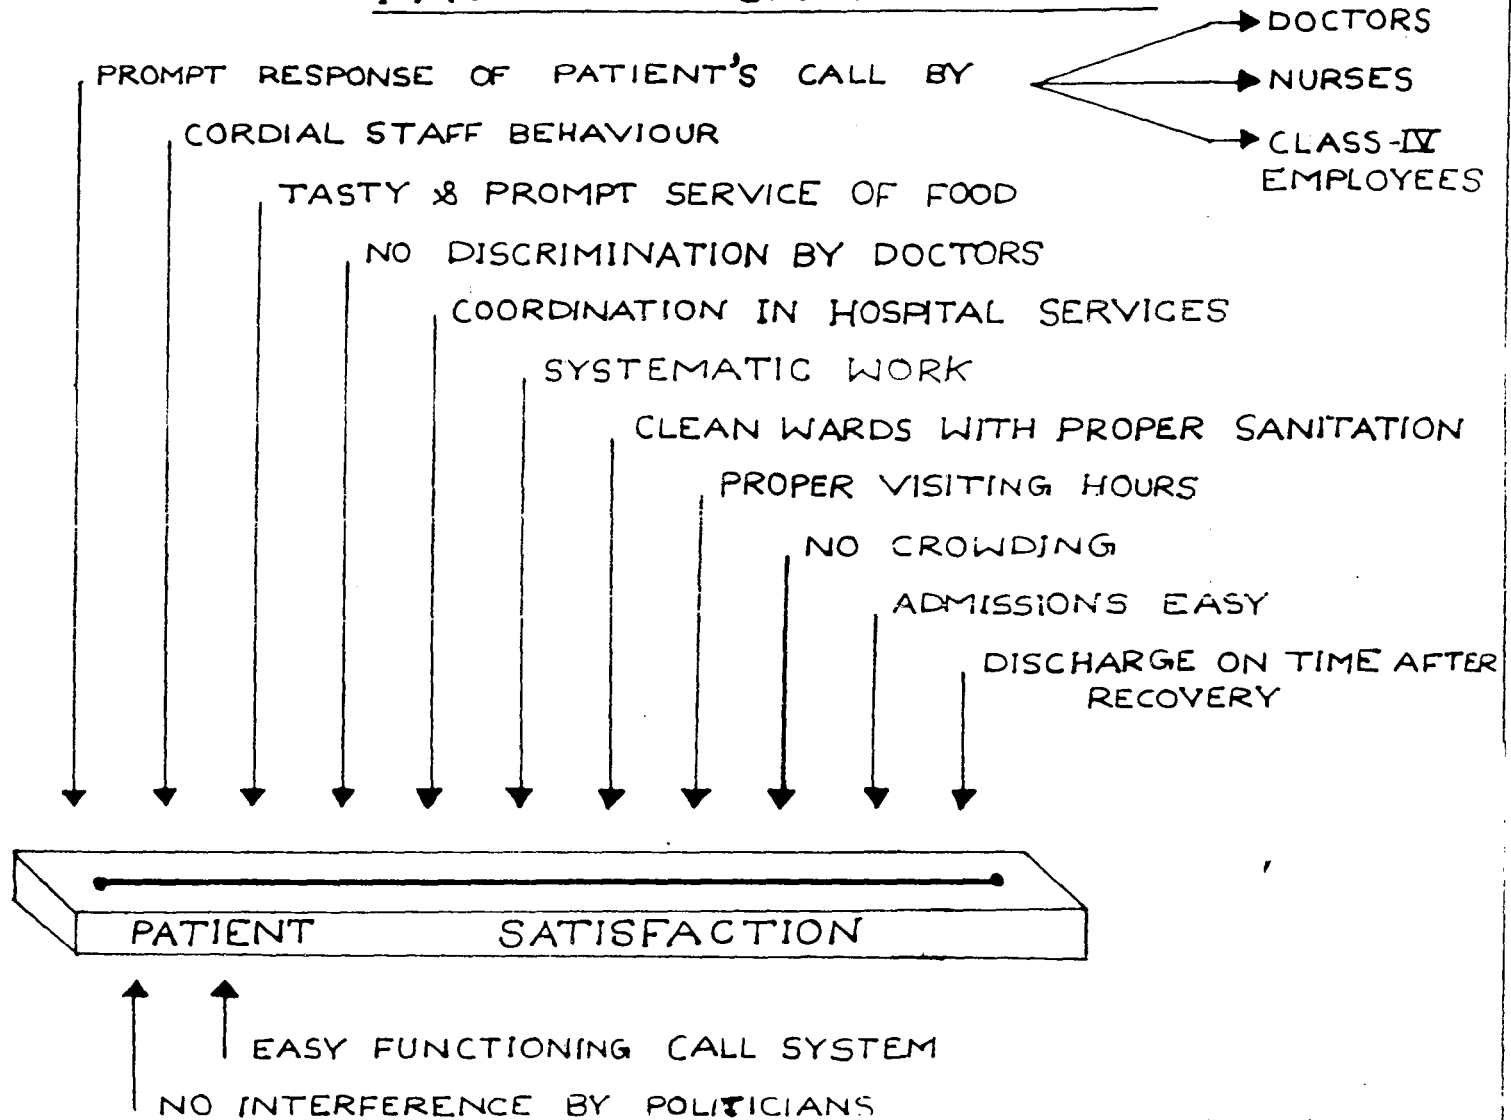 DOCTORS
PROMPT RESPONSE OF PATIENT'S CALL BY
NURSES
CORDIAL STAFF BEHAVIOUR
CLASS-IV
EMPLOYEES
TASTY & PROMPT SERVICE OF FOOD
NO DISCRIMINATION BY DOCTORS
COORDINATION IN HOSPITAL SERVICES
SYSTEMATIC WORK
CLEAN WARDS WITH PROPER SANITATION
PROPER VISITING HOURS
NO CROWDING
ADMISSIONS EASY
DISCHARGE ON TIME AFTER
RECOVERY
PATIENT SATISFACTION
EASY FUNCTIONING CALL SYSTEM
NO INTERFERENCE BY POLITICIANS